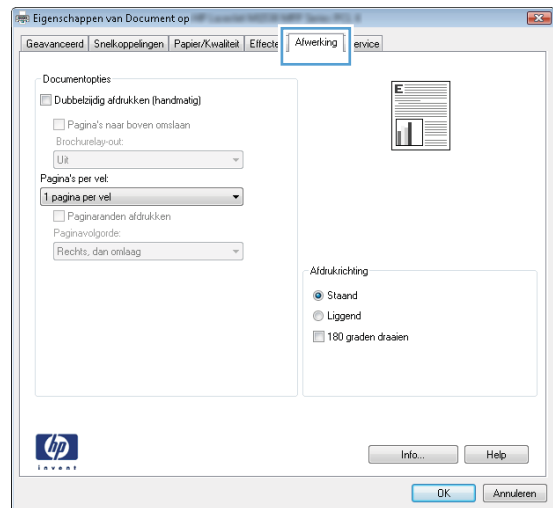 Eigenschappen van Document op
Geavanceerd Snelkoppelingen Papier/Kwaliteit Effecte Afwerking ervice
Documentopties
Dubbelzijdig afdrukken (handmatig)
Pagina's naar boven omslaan
Brochurelay-out:
Uit
Pagina's per vel:
1 pagina per vel
Paginaranden afdrukken
Paginavolgorde:
Rechts, dan omlaag
E
Afdrukrichting
Staand
Liggend
180 graden draaien
hp
invent
Info... Help
OK Annuleren